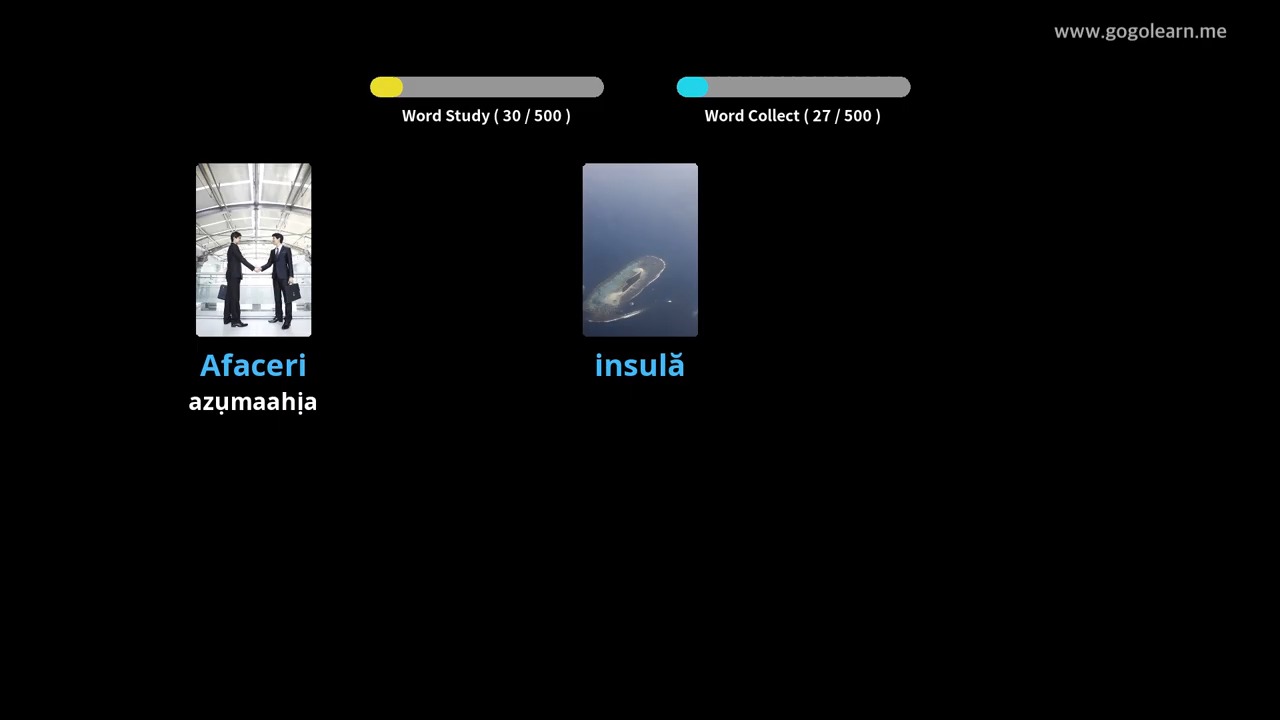 www.gogolearn.me
Word Study ( 30 / 500 )
Word Collect ( 27 / 500 )
Afaceri
azụmaahịa
insulă